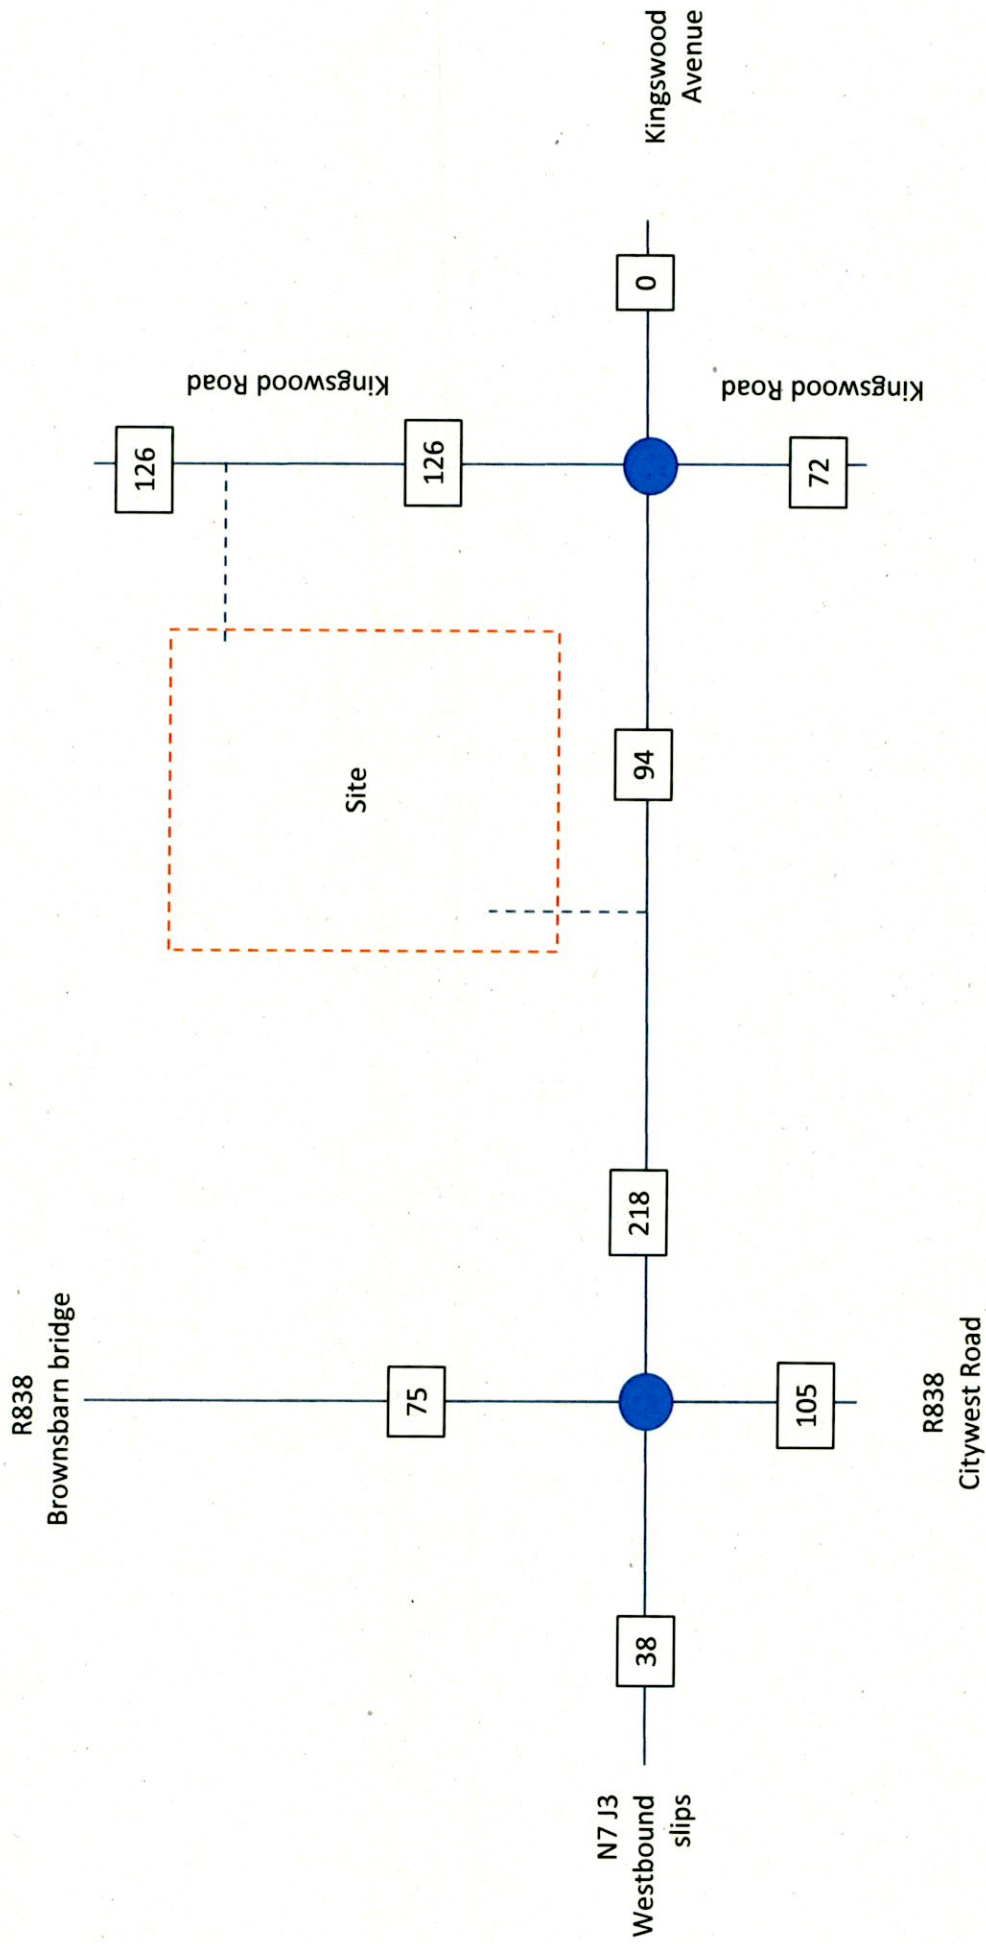 R838
Brownsbarn bridge
N7 J3
Westbound
slips
38
75
105
R838
Citywest Road
218
Site
94
126
126
Kingswood Road
72
Kingswood Road
0
Kingswood
Avenue